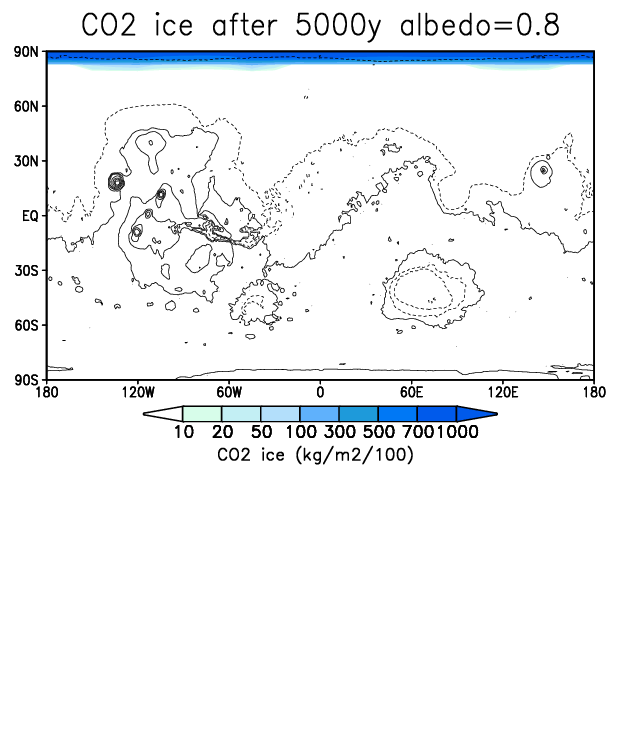 CO2 ice after 5000y albedo=0.8
90N
60N
30N
EQ
30S
60S
90S
180 120W 60W 0 60E 120E 180
10 20 50 100 300 500 700 1000
CO2 ice (kg/m2/100)